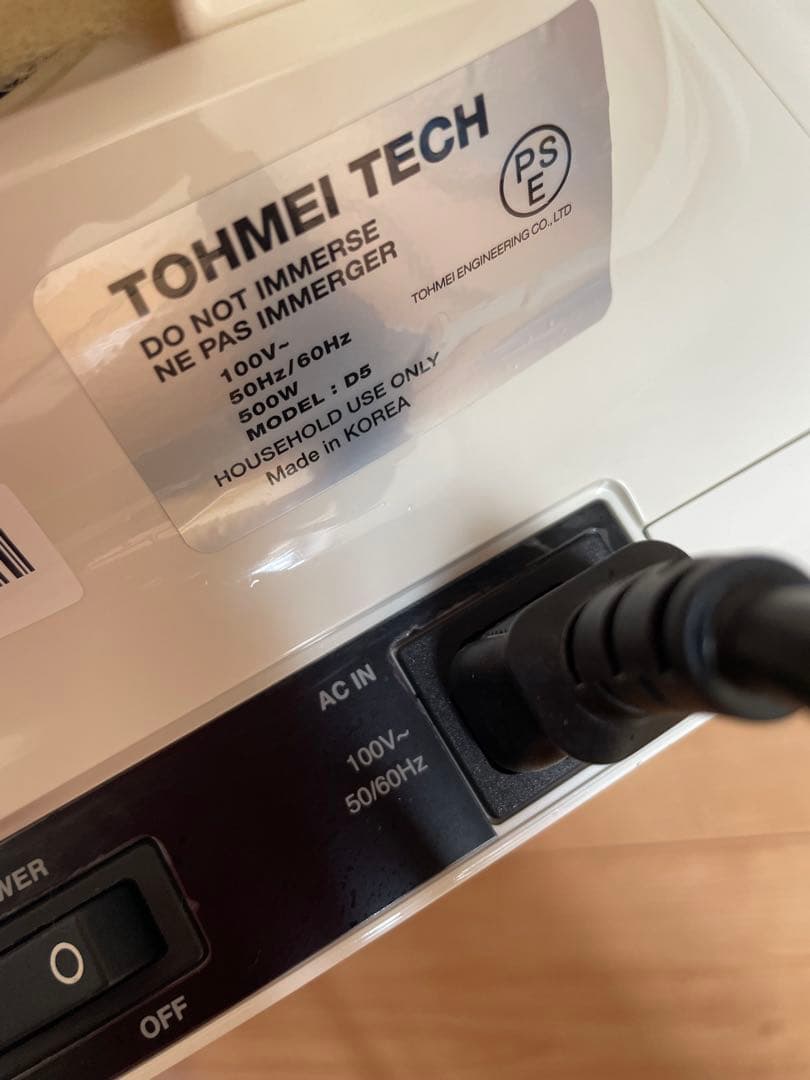 TOHMEI TECH
DO NOT IMMERSE
NE PAS IMMERGER
100V~
50Hz/60Hz
500W
MODEL : D5
HOUSEHOLD USE ONLY
Made in KOREA
PS
E
TOHMEI ENGINEERING CO., LTD
AC IN
100V~
50/60Hz
WER
O
OFF